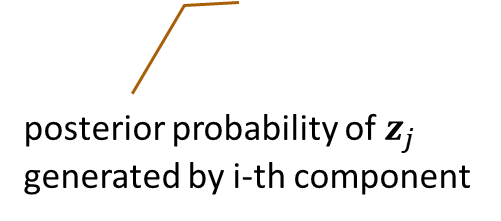 posterior probability of 𝒛ⱼ
generated by i-th component